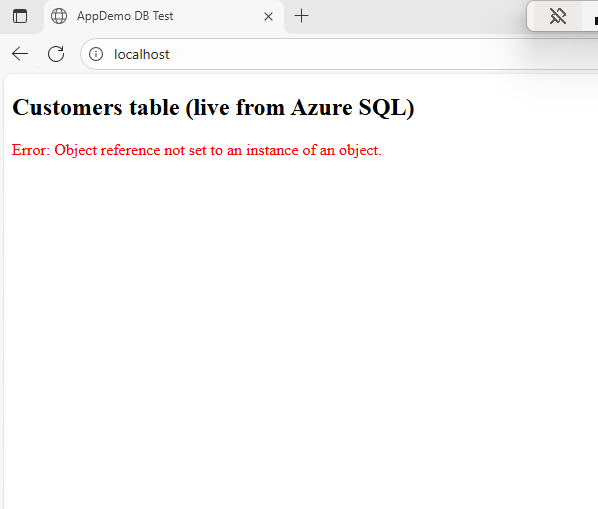 AppDemo DB Test
localhost
Customers table (live from Azure SQL)
Error: Object reference not set to an instance of an object.